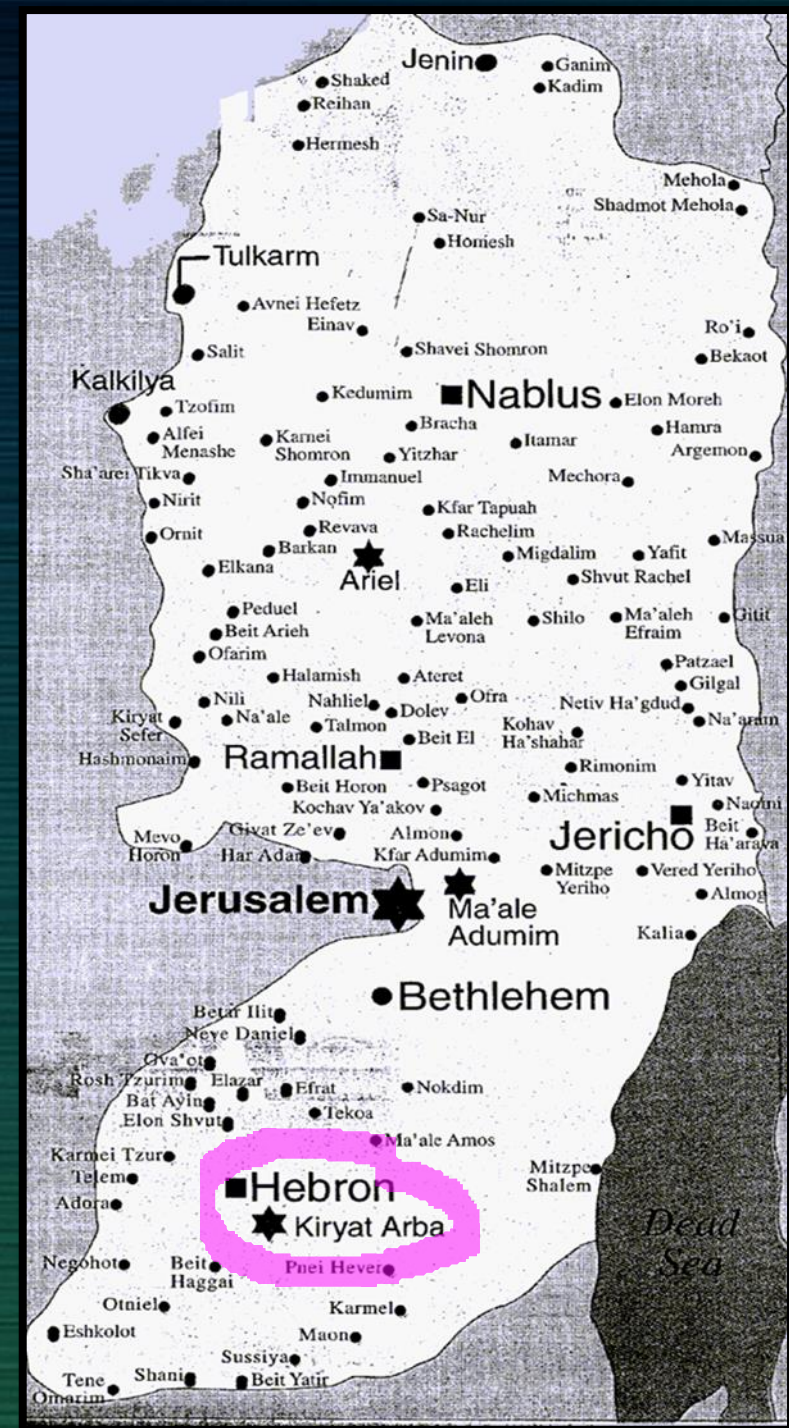 Jenin
Ganim
Kadim
Shaked
Reihan
Hermesh
Mehola
Shadmot Mehola
Sa-Nur
Homesh
Tulkarm
Avnei Hefetz
Einav
Ro'i
Salit
Shavei Shomron
Bekaot
Kalkilya
Kedumim
Nablus
Elon Moreh
Tzofim
Alfei
Menashe
Karnei
Shomron
Bracha
Yitzhar
Itamar
Hamra
Argemon
Sha'arei Tikva
Immanuel
Mechora
Nirit
Nofim
Kfar Tapuah
Ornit
Revava
Rachelim
Massua
Barkan
Migdalim
Yafit
Elkana
Ariel
Eli
Shvut Rachel
Peduel
Ma'aleh
Levona
Shilo
Ma'aleh
Efraim
Gitit
Beit Arieh
Ofarim
Patzael
Halamish
Ateret
Gilgal
Nili
Nahliel
Ofra
Netiv Ha'gdud
Kiryat
Sefer
Na'ale
Dolev
Na'aram
Talmon
Beit El
Kohav
Ha'shahar
Hashmonaim
Ramallah
Rimonim
Beit Horon
Psagot
Yitav
Kochav Ya'akov
Michmas
Naomi
Mevo
Horon
Givat Ze'ev
Almon
Jericho
Beit
Ha'arava
Har Adar
Kfar Adumim
Mitzpe
Yeriho
Vered Yeriho
Jerusalem
Ma'ale
Adumim
Almog
Kalia
Bethlehem
Betar Ilit
Neve Daniel
Gva'ot
Rosh Tzurim
Elazar
Efrat
Nokdim
Bat Ayin
Tekoa
Elon Shvut
Ma'ale Amos
Karmei Tzur
Mitzpe
Shalem
Telem
Hebron
Adora
Kiryat Arba
Dead
Sea
Negohot
Beit
Haggai
Pnei Hever
Otniel
Karmel
Eshkolot
Maon
Sussiya
Tene
Omarim
Shani
Beit Yatir